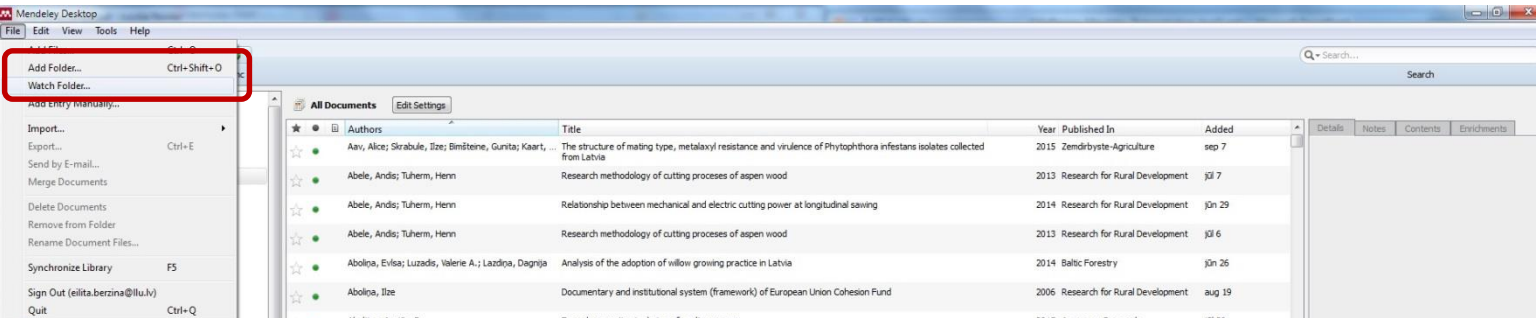 Mendeley Desktop
File Edit View Tools Help
Add Folder... Ctrl+Shift+O
Watch Folder...
Add Entry Manually...
Import...
Export... Ctrl+E
Send by E-mail...
Merge Documents
Delete Documents
Remove from Folder
Rename Document Files...
Synchronize Library F5
Sign Out (eilita.berzina@llu.lv)
Quit Ctrl+Q
Search...
Search
All Documents Edit Settings
Authors Title Year Published In Added
Aav, Alice; Skrabule, Ilze; Bimšteine, Gunita; Kaart, ... The structure of mating type, metalaxyl resistance and virulence of Phytophthora infestans isolates collected 2015 Zemdirbyste-Agriculture sep 7
from Latvia
Abele, Andis; Tuherm, Henn Research methodology of cutting proceses of aspen wood 2013 Research for Rural Development jūl 7
Abele, Andis; Tuherm, Henn Relationship between mechanical and electric cutting power at longitudinal sawing 2014 Research for Rural Development jūn 29
Abele, Andis; Tuherm, Henn Research methodology of cutting proceses of aspen wood 2013 Research for Rural Development jūl 6
Aboliņa, Evlsa; Luzadis, Valerie A.; Lazdiņa, Dagnija Analysis of the adoption of willow growing practice in Latvia 2014 Baltic Forestry jūn 26
Aboliņa, Ilze Documentary and institutional system (framework) of European Union Cohesion Fund 2006 Research for Rural Development aug 19
Details Notes Contents Enrichments